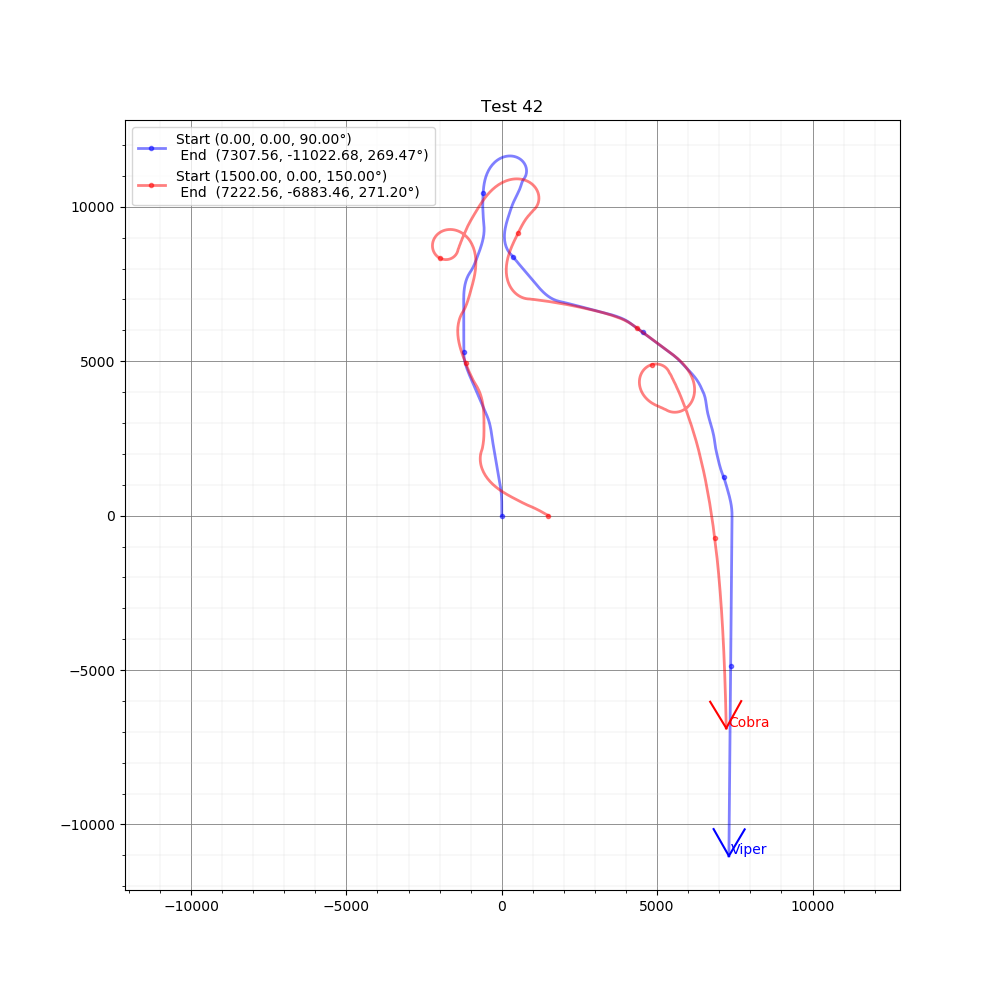 Test 42
Start (0.00, 0.00, 90.00°)
End (7307.56, -11022.68, 269.47°)
Start (1500.00, 0.00, 150.00°)
End (7222.56, -6883.46, 271.20°)
10000
5000
0
−5000
−10000
Cobra
Viper
−10000 −5000 0 5000 10000